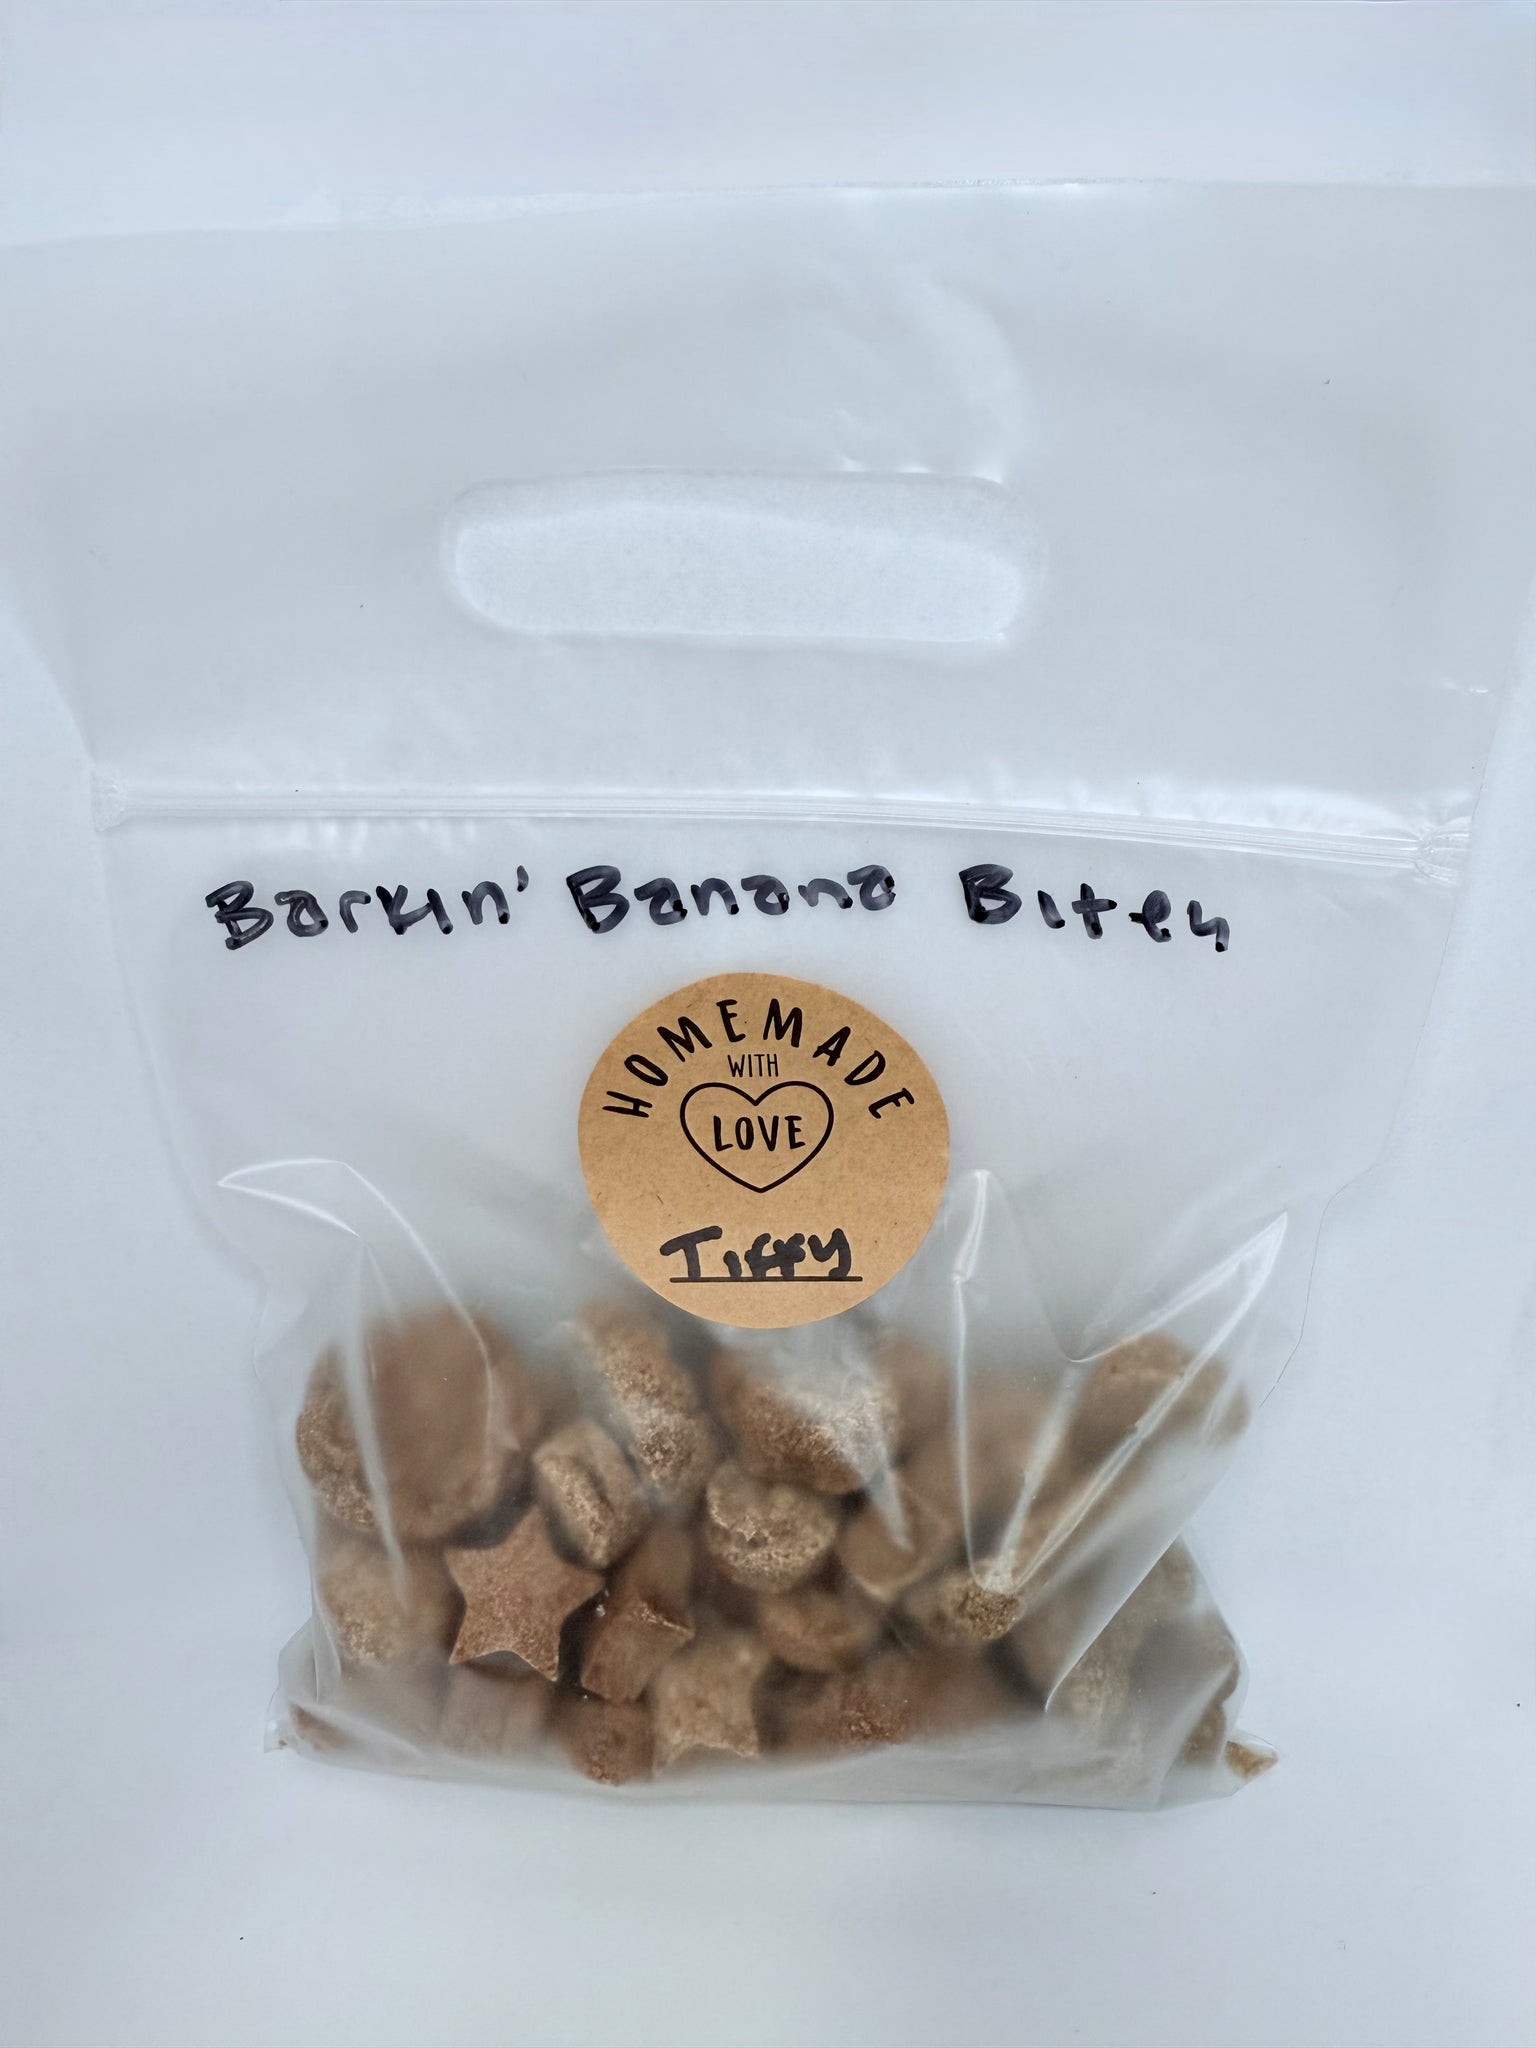 Barkin' Banana Bites
HOMEMADE
WITH
LOVE
Tiffy